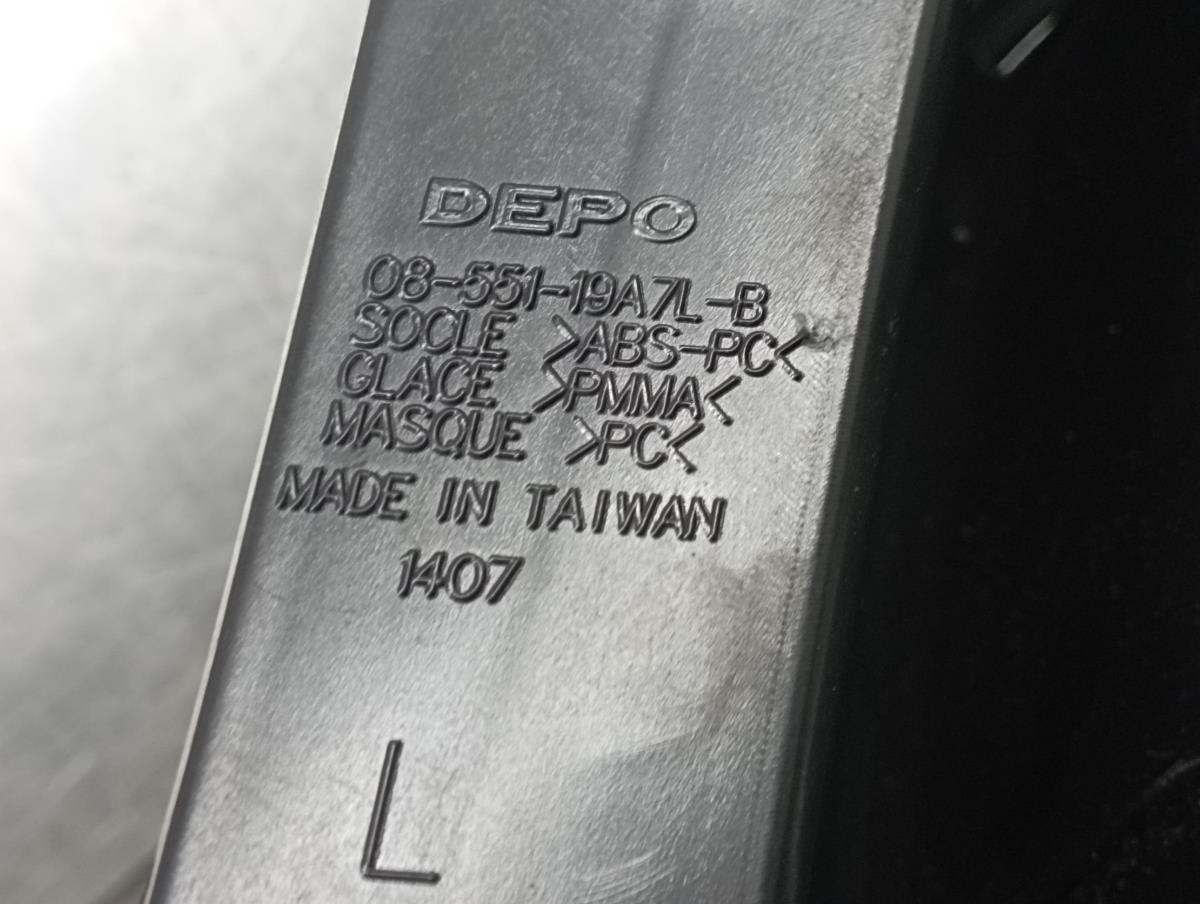 DEPO
08-551-19A7L-B
SOCLE >ABS-PC<
GLACE >PMMA<
MASQUE >PC<
MADE IN TAIWAN
1407
L